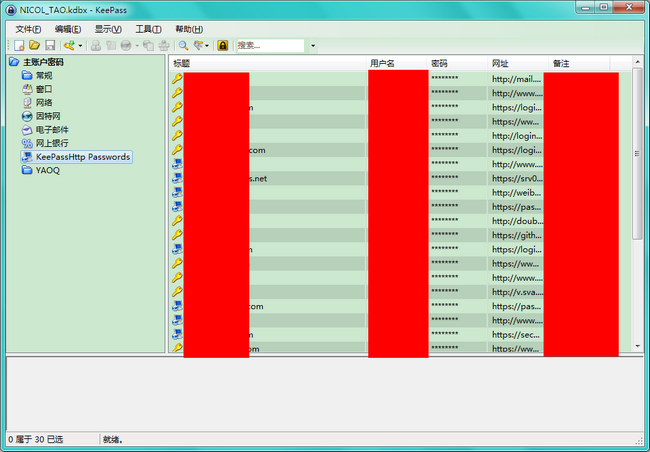 NICOL_TAO.kdbx - KeePass
文件(F) 编辑(E) 显示(V) 工具(T) 帮助(H)
搜索...
主账户密码
常规
窗口
网络
因特网
电子邮件
网上银行
KeePassHttp Passwords
YAOQ
标题 用户名 密码 网址 备注
******** http://mail....
******** http://www....
******** https://logi...
******** https://ww...
******** http://login...
.com ******** https://logi...
******** http://www....
s.net ******** https://srv0...
******** http://weib...
******** https://pas...
******** http://doub...
******** https://gith...
******** https://logi...
******** https://ww...
******** http://www....
******** http://v.sva...
.com ******** https://pas...
******** http://www....
******** https://sec...
om ******** https://ww...
0 属于 30 已选 就绪。